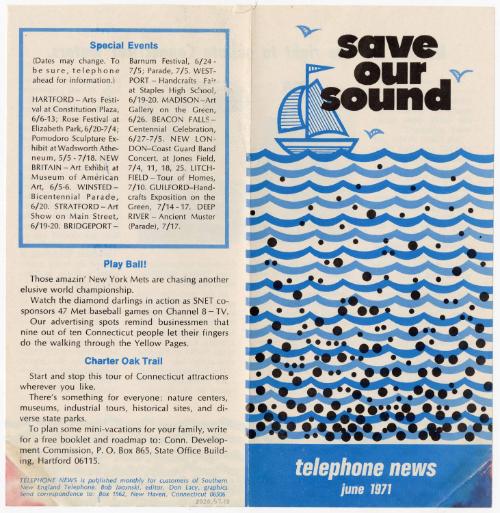 Special Events
(Dates may change. To
be sure, telephone
ahead for information.)
HARTFORD – Arts Festi-
val at Constitution Plaza,
6/6-13; Rose Festival at
Elizabeth Park, 6/20-7/4;
Pomodoro Sculpture Ex-
hibit at Wadsworth Athe-
neum, 5/5 - 7/18. NEW
BRITAIN – Art Exhibit at
Museum of American
Art, 6/5-6. WINSTED –
Bicentennial Parade,
6/20. STRATFORD – Art
Show on Main Street,
6/19-20. BRIDGEPORT –
Barnum Festival, 6/24 -
7/5; Parade, 7/5. WEST-
PORT – Handcrafts Fair
at Staples High School,
6/19-20. MADISON – Art
Gallery on the Green,
6/26. BEACON FALLS –
Centennial Celebration,
6/27-7/5. NEW LON-
DON – Coast Guard Band
Concert, at Jones Field,
7/4, 11, 18, 25. LITCH-
FIELD – Tour of Homes,
7/10. GUILFORD – Hand-
crafts Exposition on the
Green, 7/14 - 17. DEEP
RIVER – Ancient Muster
(Parade), 7/17.
Play Ball!
Those amazin' New York Mets are chasing another
elusive world championship.
Watch the diamond darlings in action as SNET co-
sponsors 47 Met baseball games on Channel 8 – TV.
Our advertising spots remind businessmen that
nine out of ten Connecticut people let their fingers
do the walking through the Yellow Pages.
Charter Oak Trail
Start and stop this tour of Connecticut attractions
wherever you like.
There's something for everyone: nature centers,
museums, industrial tours, historical sites, and di-
verse state parks.
To plan some mini-vacations for your family, write
for a free booklet and roadmap to: Conn. Develop-
ment Commission, P. O. Box 865, State Office Build-
ing, Hartford 06115.
TELEPHONE NEWS is published monthly for customers of Southern
New England Telephone. Bob Jacunski, editor. Don Lacy, graphics.
Send correspondence to: Box 1562, New Haven, Connecticut 06506
save
our
sound
telephone news
june 1971